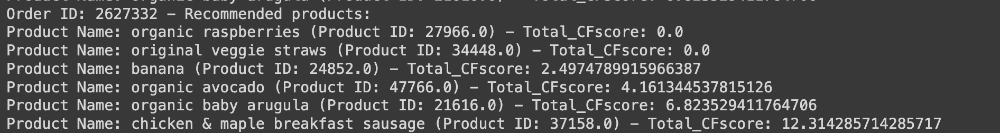 Order ID: 2627332 – Recommended products:
Product Name: organic raspberries (Product ID: 27966.0) – Total_CFscore: 0.0
Product Name: original veggie straws (Product ID: 34448.0) – Total_CFscore: 0.0
Product Name: banana (Product ID: 24852.0) – Total_CFscore: 2.4974789915966387
Product Name: organic avocado (Product ID: 47766.0) – Total_CFscore: 4.161344537815126
Product Name: organic baby arugula (Product ID: 21616.0) – Total_CFscore: 6.823529411764706
Product Name: chicken & maple breakfast sausage (Product ID: 37158.0) – Total_CFscore: 12.314285714285717